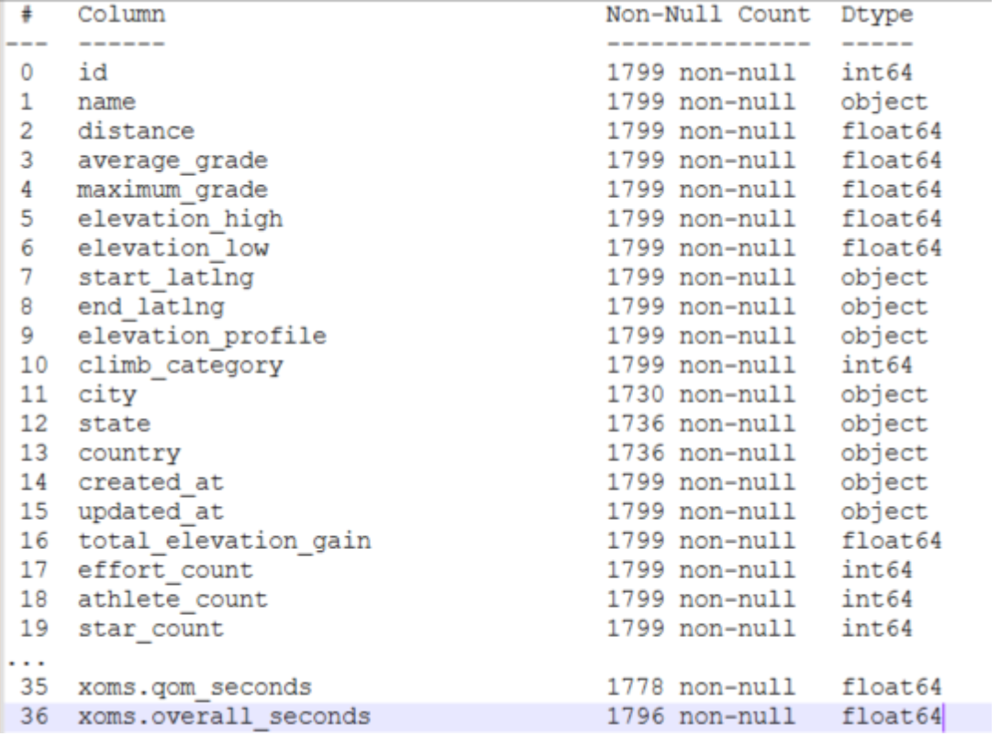 #   Column                               Non-Null Count  Dtype
---  ------                               --------------  -----
0   id                                   1799 non-null   int64
1   name                                 1799 non-null   object
2   distance                             1799 non-null   float64
3   average_grade                        1799 non-null   float64
4   maximum_grade                        1799 non-null   float64
5   elevation_high                       1799 non-null   float64
6   elevation_low                        1799 non-null   float64
7   start_latlng                         1799 non-null   object
8   end_latlng                           1799 non-null   object
9   elevation_profile                    1799 non-null   object
10  climb_category                       1799 non-null   int64
11  city                                 1730 non-null   object
12  state                                1736 non-null   object
13  country                              1736 non-null   object
14  created_at                           1799 non-null   object
15  updated_at                           1799 non-null   object
16  total_elevation_gain                 1799 non-null   float64
17  effort_count                         1799 non-null   int64
18  athlete_count                        1799 non-null   int64
19  star_count                           1799 non-null   int64
...
35  xoms.qom_seconds                     1778 non-null   float64
36  xoms.overall_seconds                 1796 non-null   float64